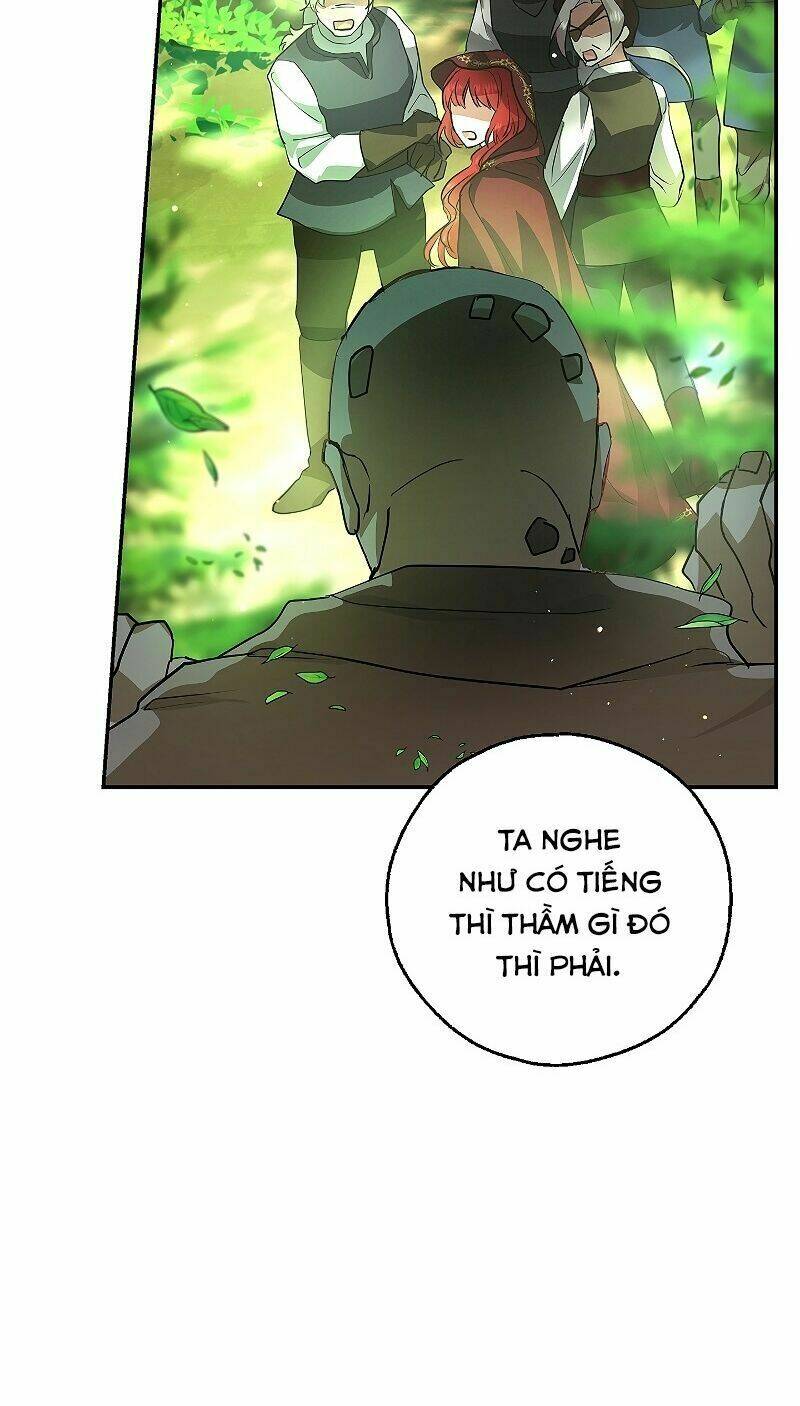 TA NGHE
NHƯ CÓ TIẾNG
THÌ THẦM GÌ ĐÓ
THÌ PHẢI.